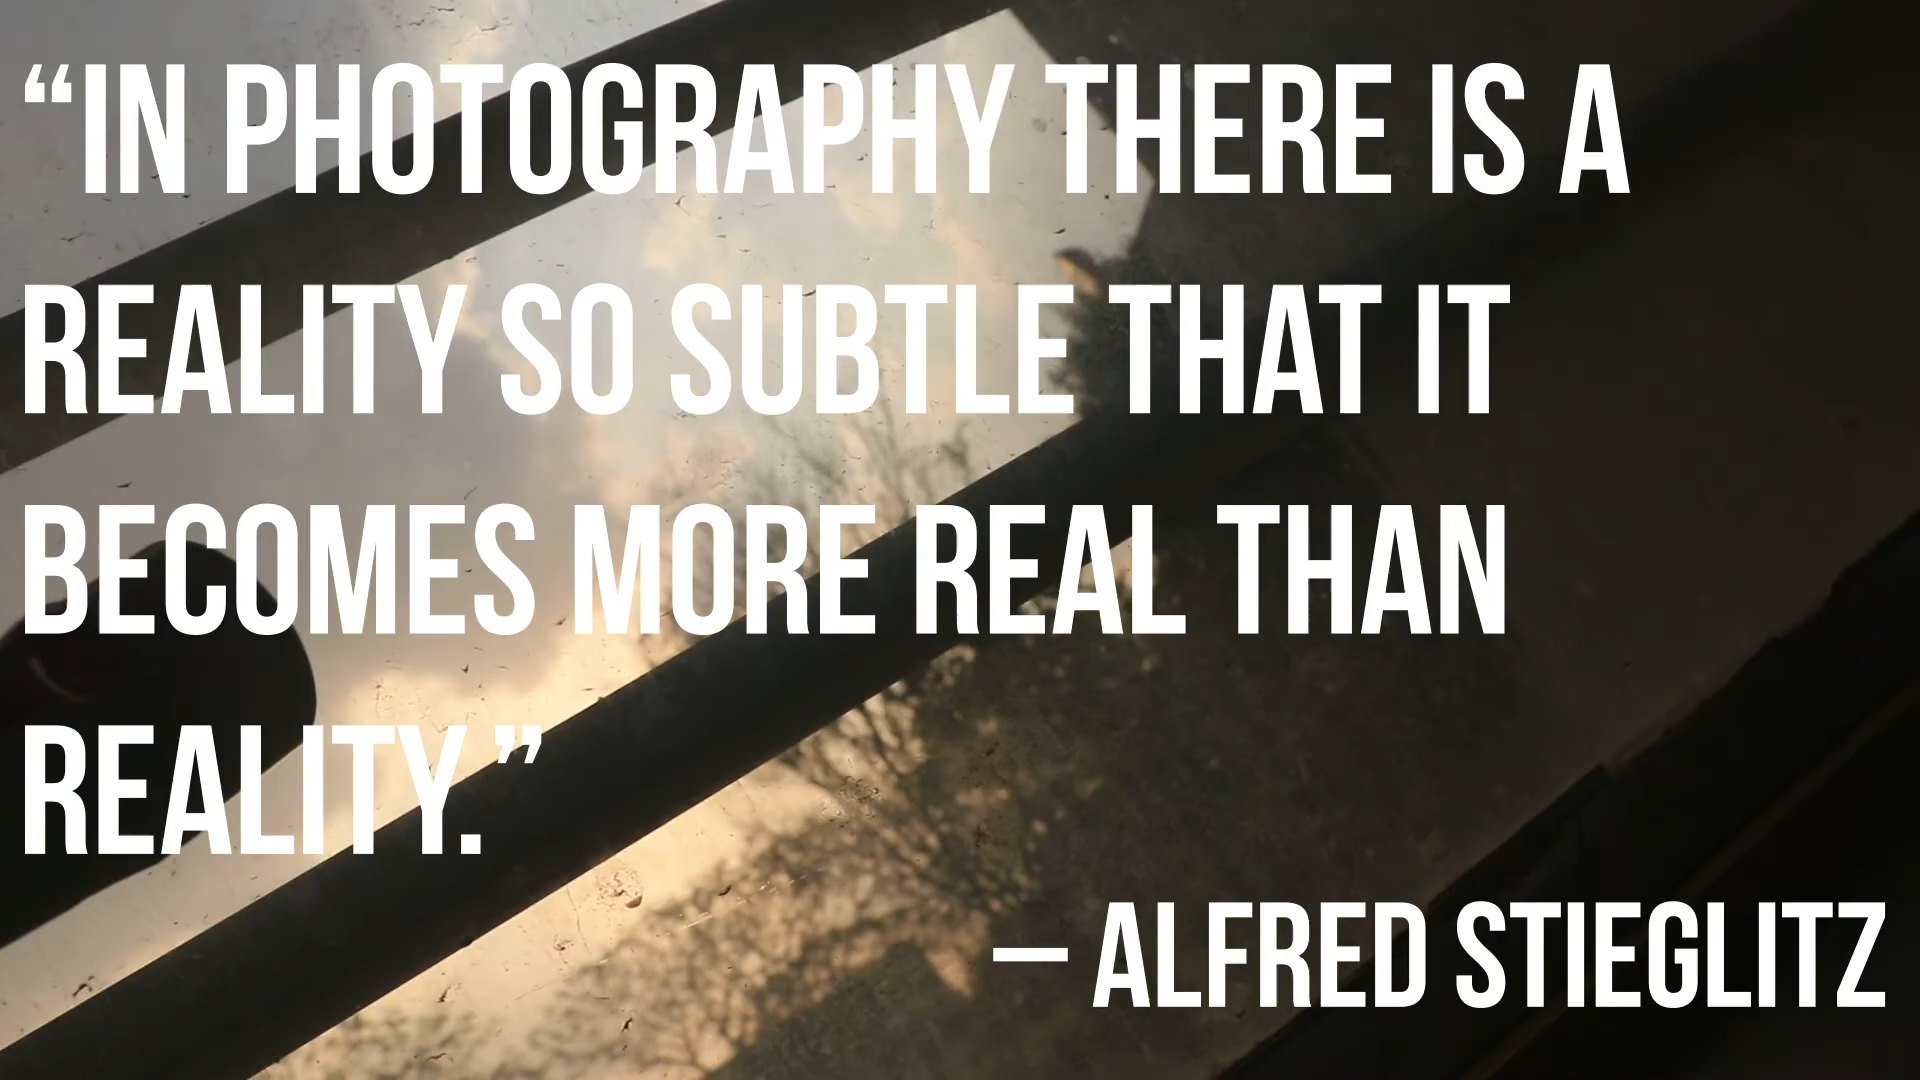 “IN PHOTOGRAPHY THERE IS A
REALITY SO SUBTLE THAT IT
BECOMES MORE REAL THAN
REALITY.”
– ALFRED STIEGLITZ